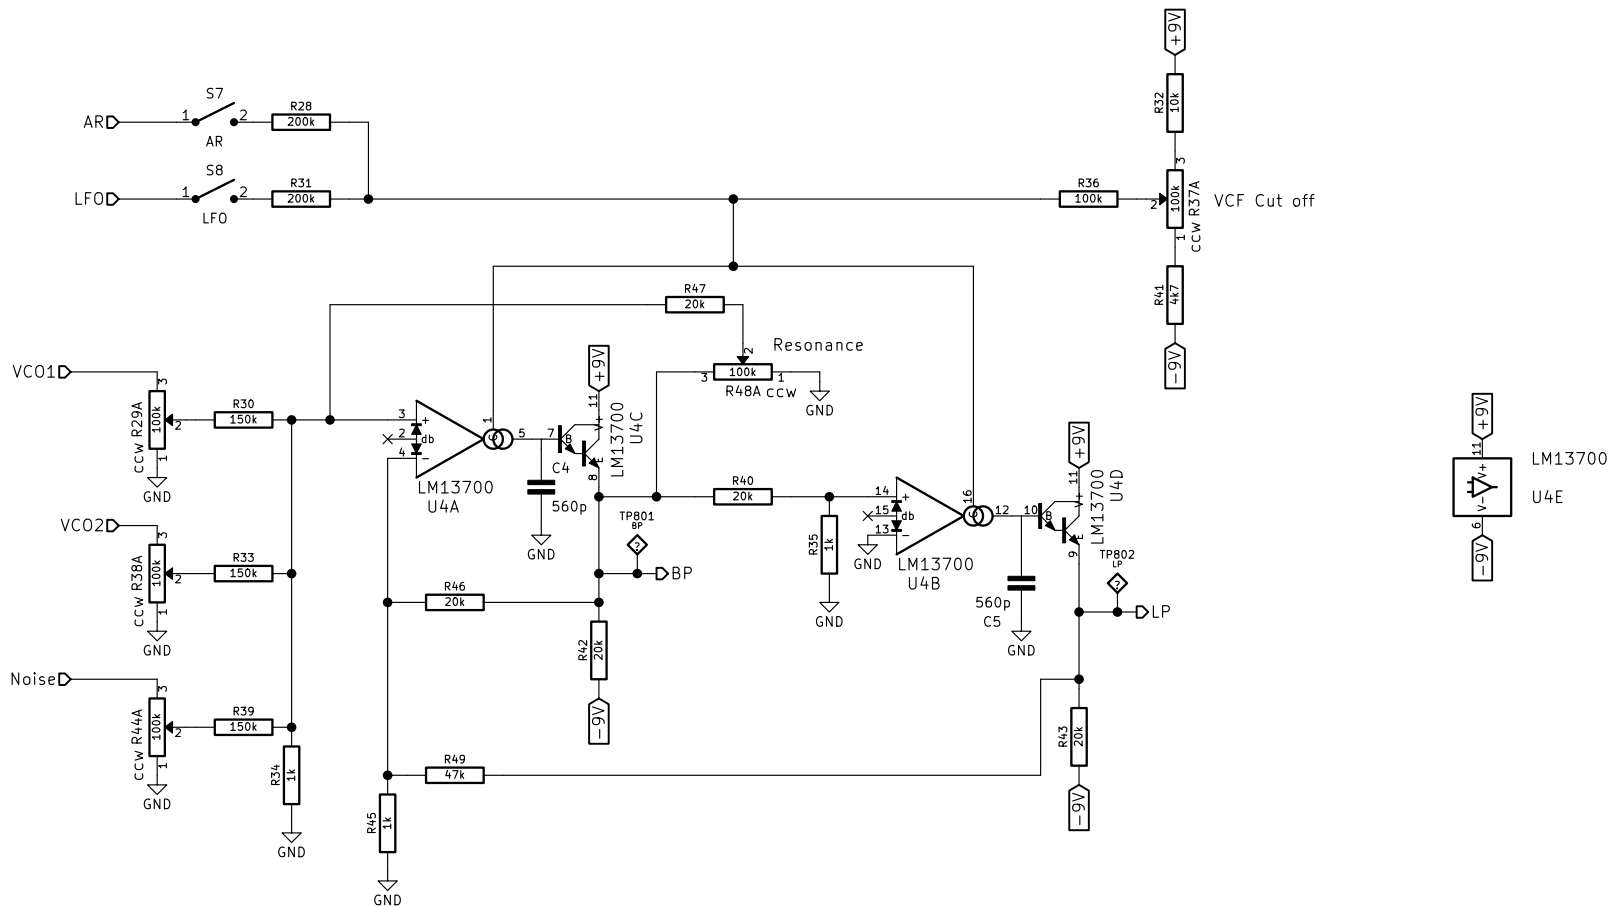 +9V
R32
10k
S7
1
2
R28
200k
AR
AR
3
S8
1
2
R31
200k
LFO
LFO
R36
100k
2
100k
CCW R37A
VCF Cut off
1
R41
4k7
-9V
R47
20k
Resonance
2
3
100k
1
R48A CCW
GND
VCO1
3
CCW R29A
100k
2
1
GND
R30
150k
3
2
4
+
db
-
1
G
LM13700
U4A
5
7
B
E
V+
11
+9V
8
LM13700
U4C
C4
560p
GND
R40
20k
14
15
13
+
db
-
GND
16
G
LM13700
U4B
12
10
B
E
V+
11
+9V
9
LM13700
U4D
R35
1k
GND
560p
C5
GND
TP801
BP
?
BP
TP802
LP
?
LP
+9V
11
V+
V-
6
-9V
LM13700
U4E
VCO2
3
CCW R38A
100k
2
1
GND
R33
150k
R46
20k
R42
20k
-9V
Noise
3
CCW R44A
100k
2
1
GND
R39
150k
R34
1k
GND
R49
47k
R43
20k
-9V
R45
1k
GND